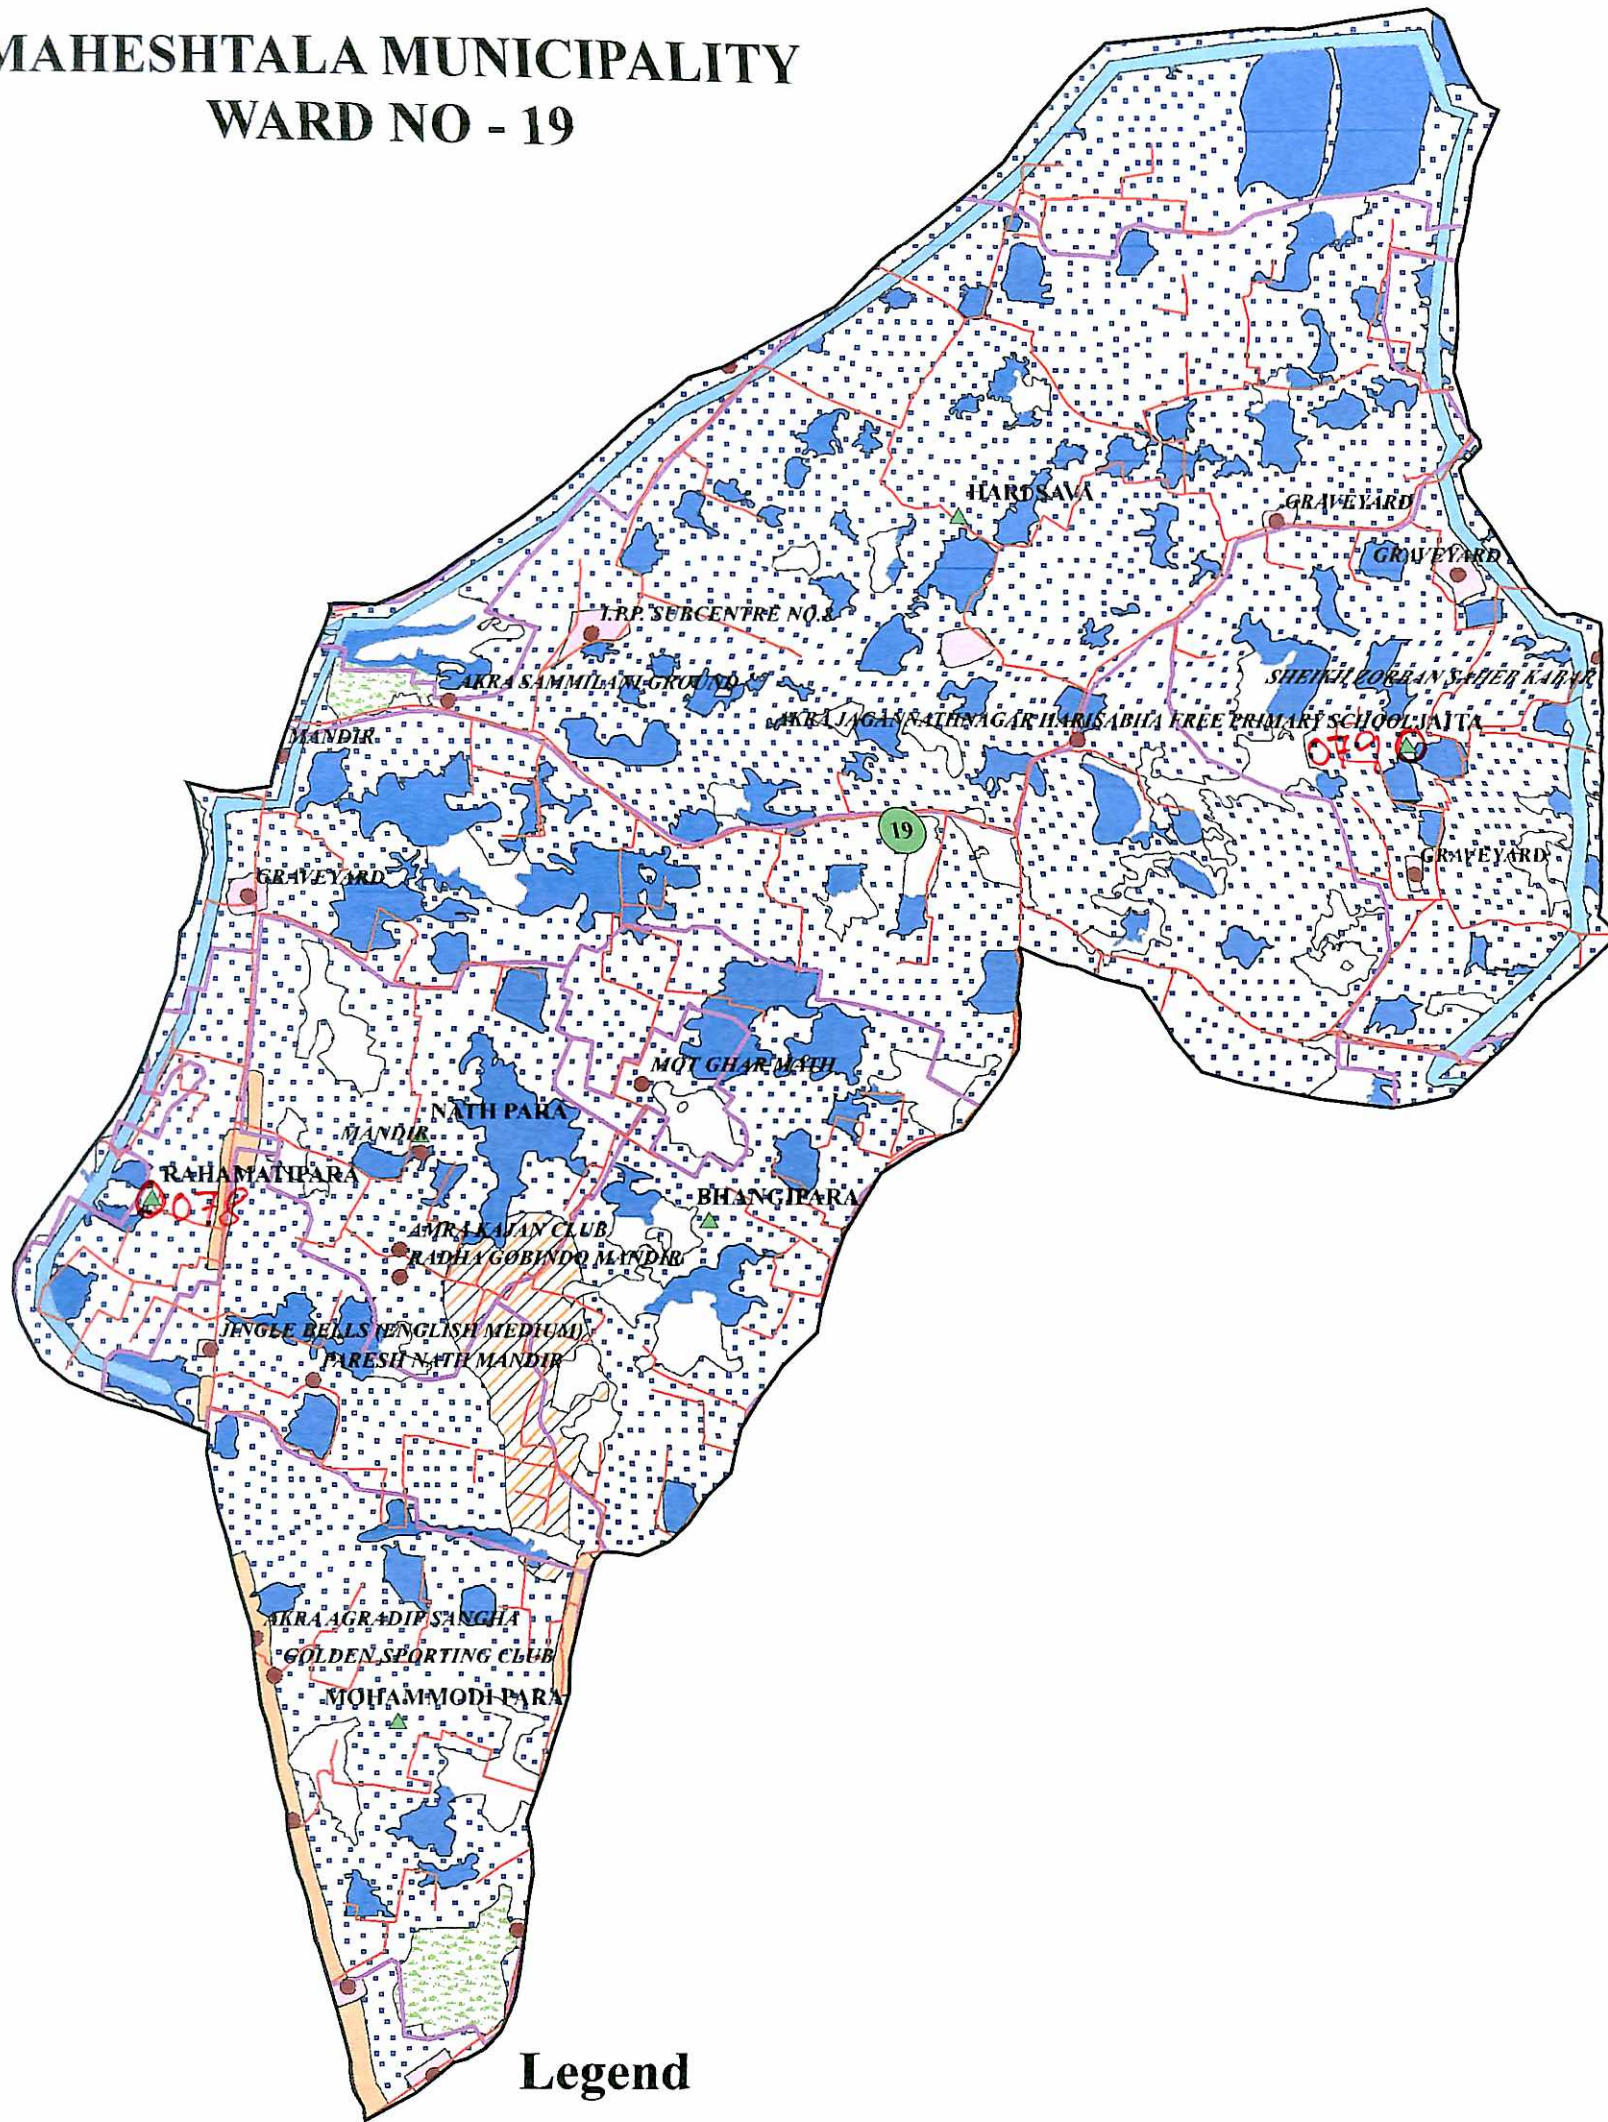 MAHESHTALA MUNICIPALITY
WARD NO - 19
HARISAVA
GRAVEYARD
GRAVEYARD
I.P.P. SUBCENTRE NO.8
AKRA SAMMILANI GROUND
SHEIKH SAHEB KABAR
AKRA JAGANNATHNAGAR HARISABHA FREE PRIMARY SCHOOL
JAITA
MANDIR
079
19
GRAVEYARD
GRAVEYARD
MOT GHAR MATH
NATH PARA
MANDIR
RAHAMATIPARA
078
BHANGIPARA
AMRA KAJAN CLUB
RADHA GOBINDO MANDIR
JINGLE BELLS (ENGLISH MEDIUM)
PARESH NATH MANDIR
AKRA AGRADIP SANGHA
GOLDEN SPORTING CLUB
MOHAMMODI PARA
Legend